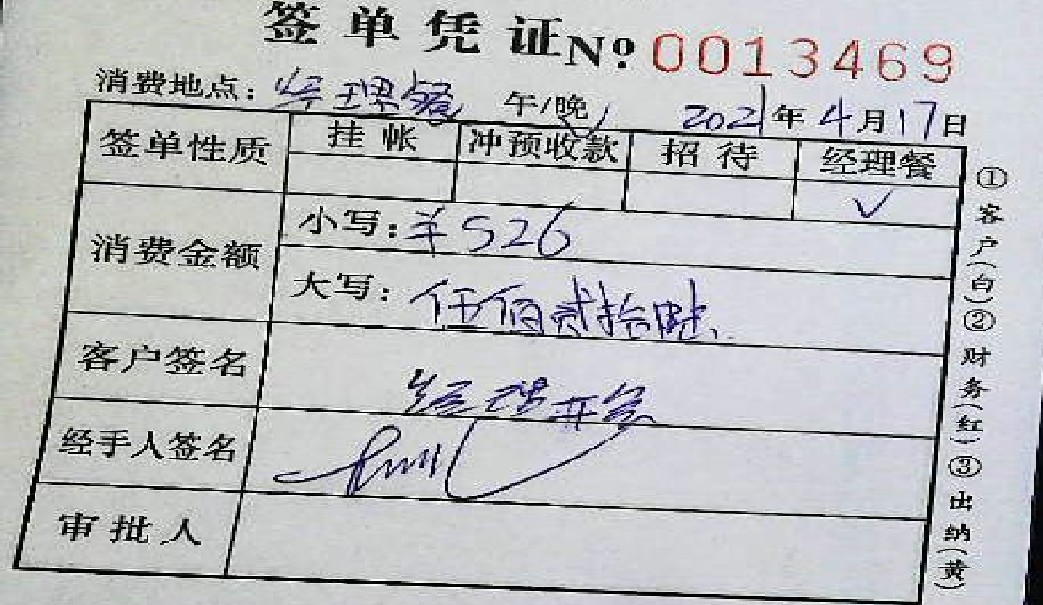 签单凭证 №: 0013469
消费地点: 经理餐 午/晚 2021年4月17日
签单性质 挂帐 冲预收款 招待 经理餐
✓
消费金额 小写: ¥526
大写: 伍佰贰拾陆
客户签名 经理开会
经手人签名
审批人
①客户(白)②财务(红)③出纳(黄)